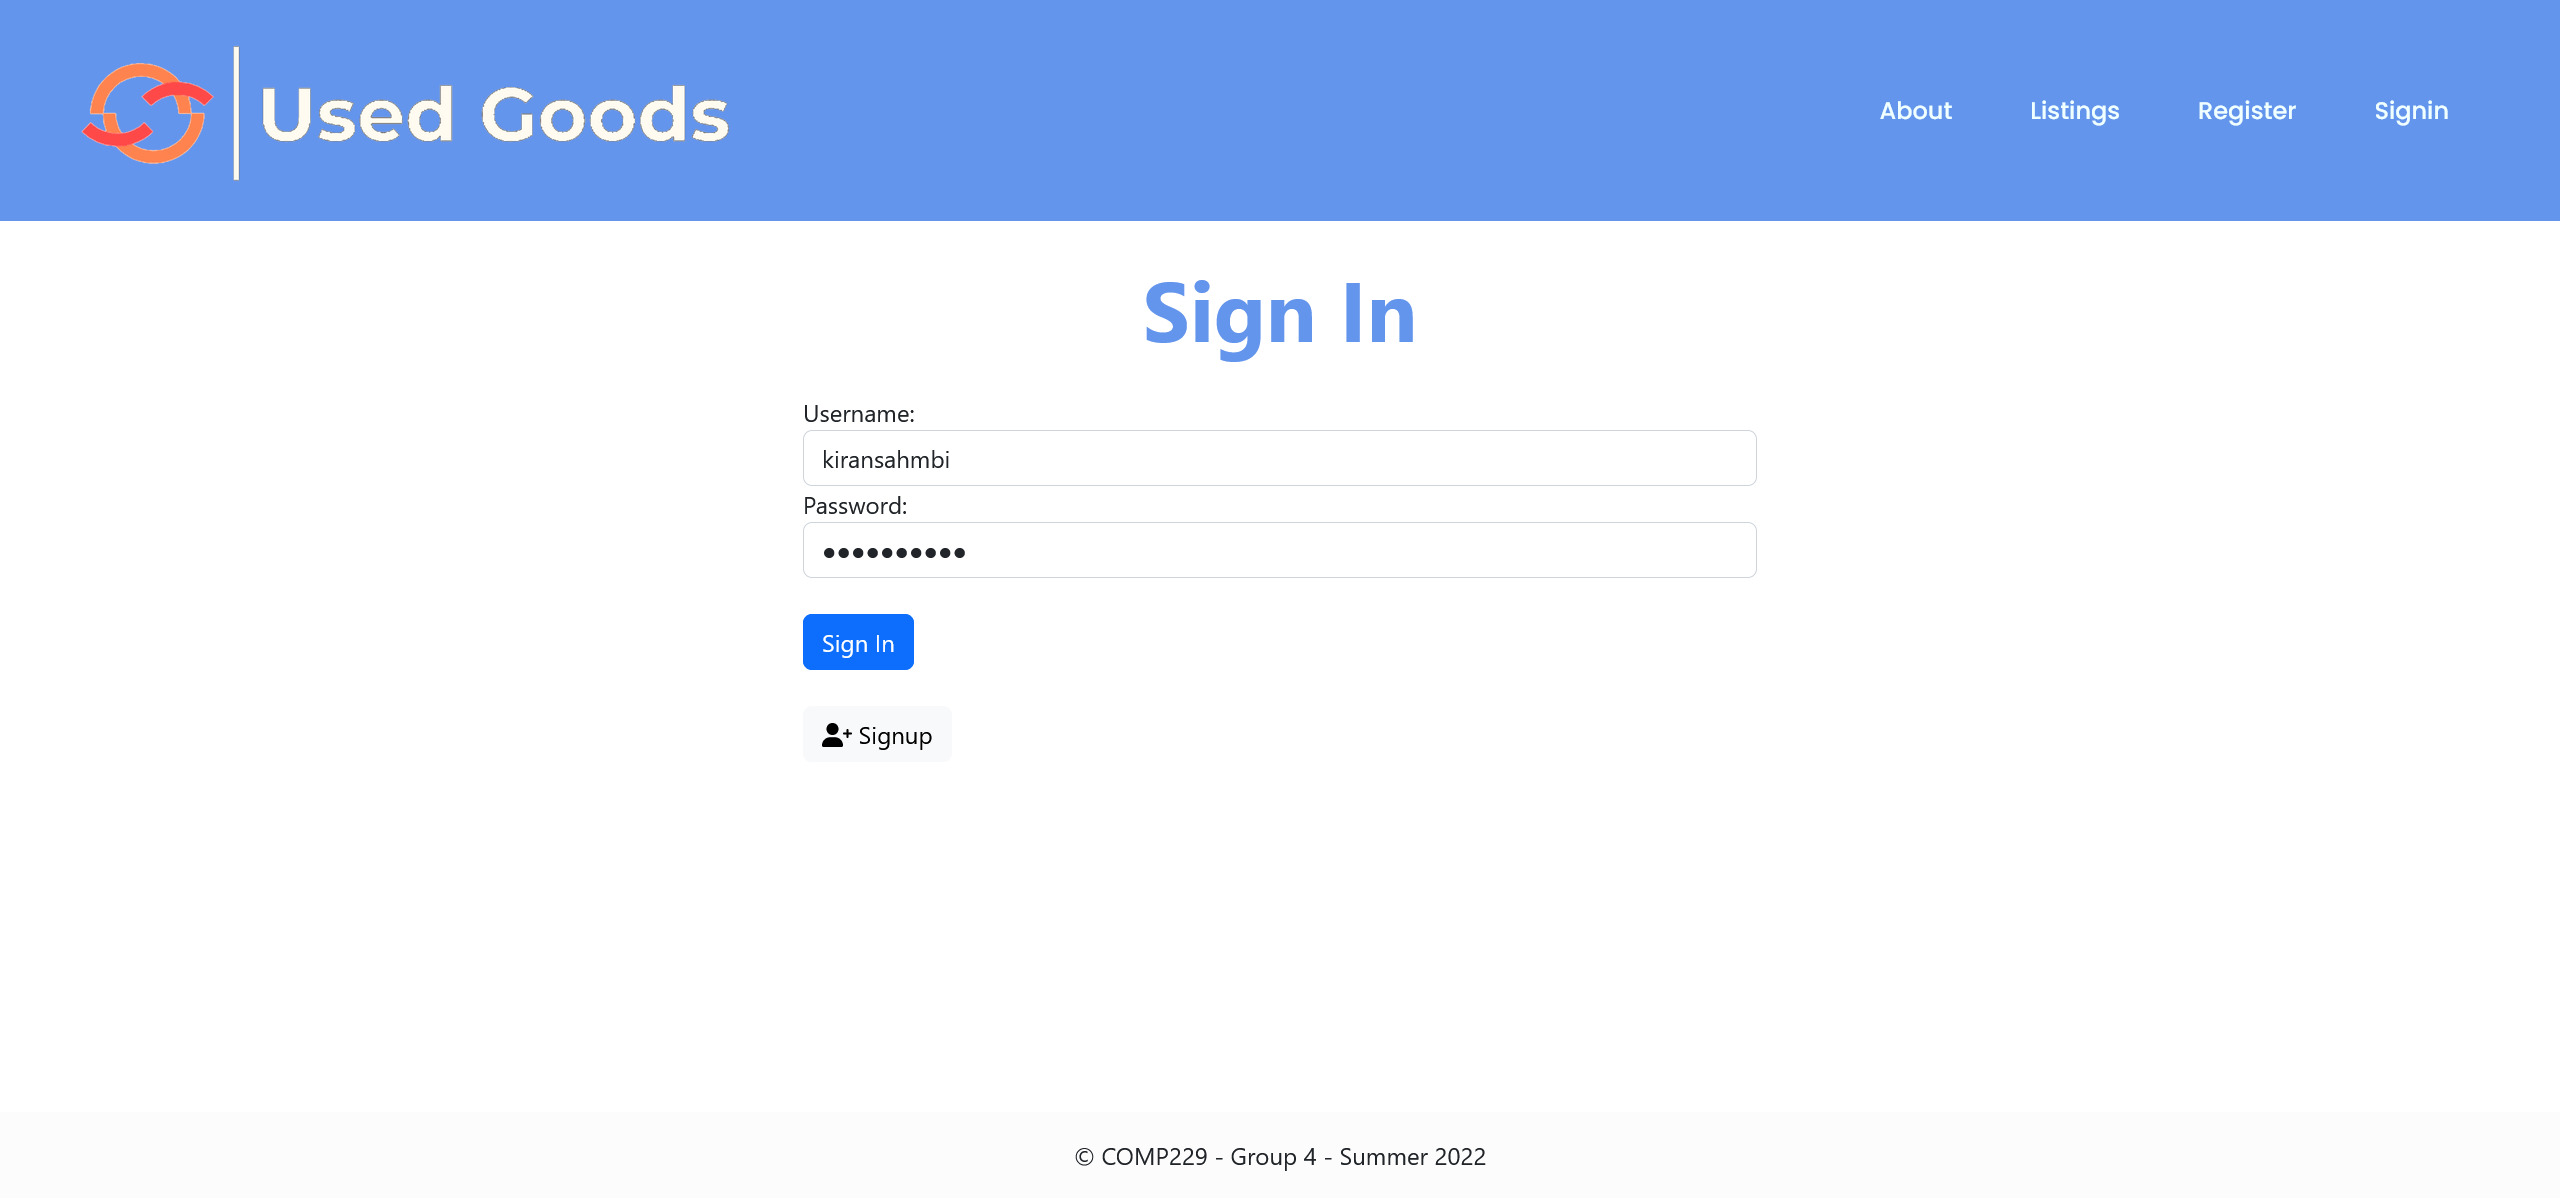 Used Goods
About
Listings
Register
Signin
Sign In
Username:
kiransahmbi
Password:
••••••••••
Sign In
Signup
© COMP229 - Group 4 - Summer 2022